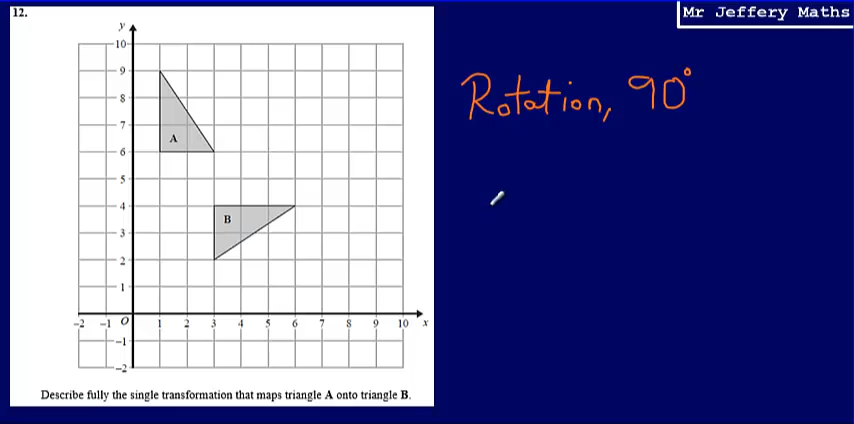 12.
Mr Jeffery Maths
Rotation, 90°
y
10
9
8
7
6
5
4
3
2
1
-1
-2
A
B
-2 -1 O 1 2 3 4 5 6 7 8 9 10 x
Describe fully the single transformation that maps triangle A onto triangle B.